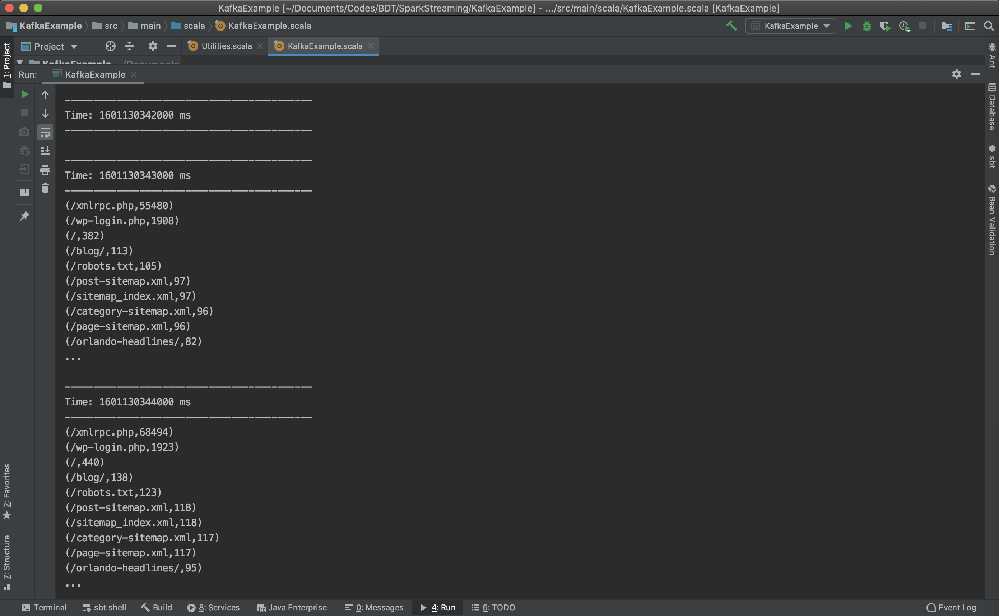 KafkaExample [~/Documents/Codes/BDT/SparkStreaming/KafkaExample] - .../src/main/scala/KafkaExample.scala [KafkaExample]
KafkaExample src main scala KafkaExample.scala KafkaExample
Project Utilities.scala KafkaExample.scala
KafkaExample ~/Documents
Run: KafkaExample
1: Project
2: Favorites
7: Structure
-------------------------------------------
Time: 1601130342000 ms
-------------------------------------------
-------------------------------------------
Time: 1601130343000 ms
-------------------------------------------
(/xmlrpc.php,55480)
(/wp-login.php,1908)
(/,382)
(/blog/,113)
(/robots.txt,105)
(/post-sitemap.xml,97)
(/sitemap_index.xml,97)
(/category-sitemap.xml,96)
(/page-sitemap.xml,96)
(/orlando-headlines/,82)
...
-------------------------------------------
Time: 1601130344000 ms
-------------------------------------------
(/xmlrpc.php,68494)
(/wp-login.php,1923)
(/,440)
(/blog/,138)
(/robots.txt,123)
(/post-sitemap.xml,118)
(/sitemap_index.xml,118)
(/category-sitemap.xml,117)
(/page-sitemap.xml,117)
(/orlando-headlines/,95)
...
Ant
Database
sbt
Bean Validation
Terminal sbt shell Build 8: Services Java Enterprise 0: Messages 4: Run 6: TODO Event Log